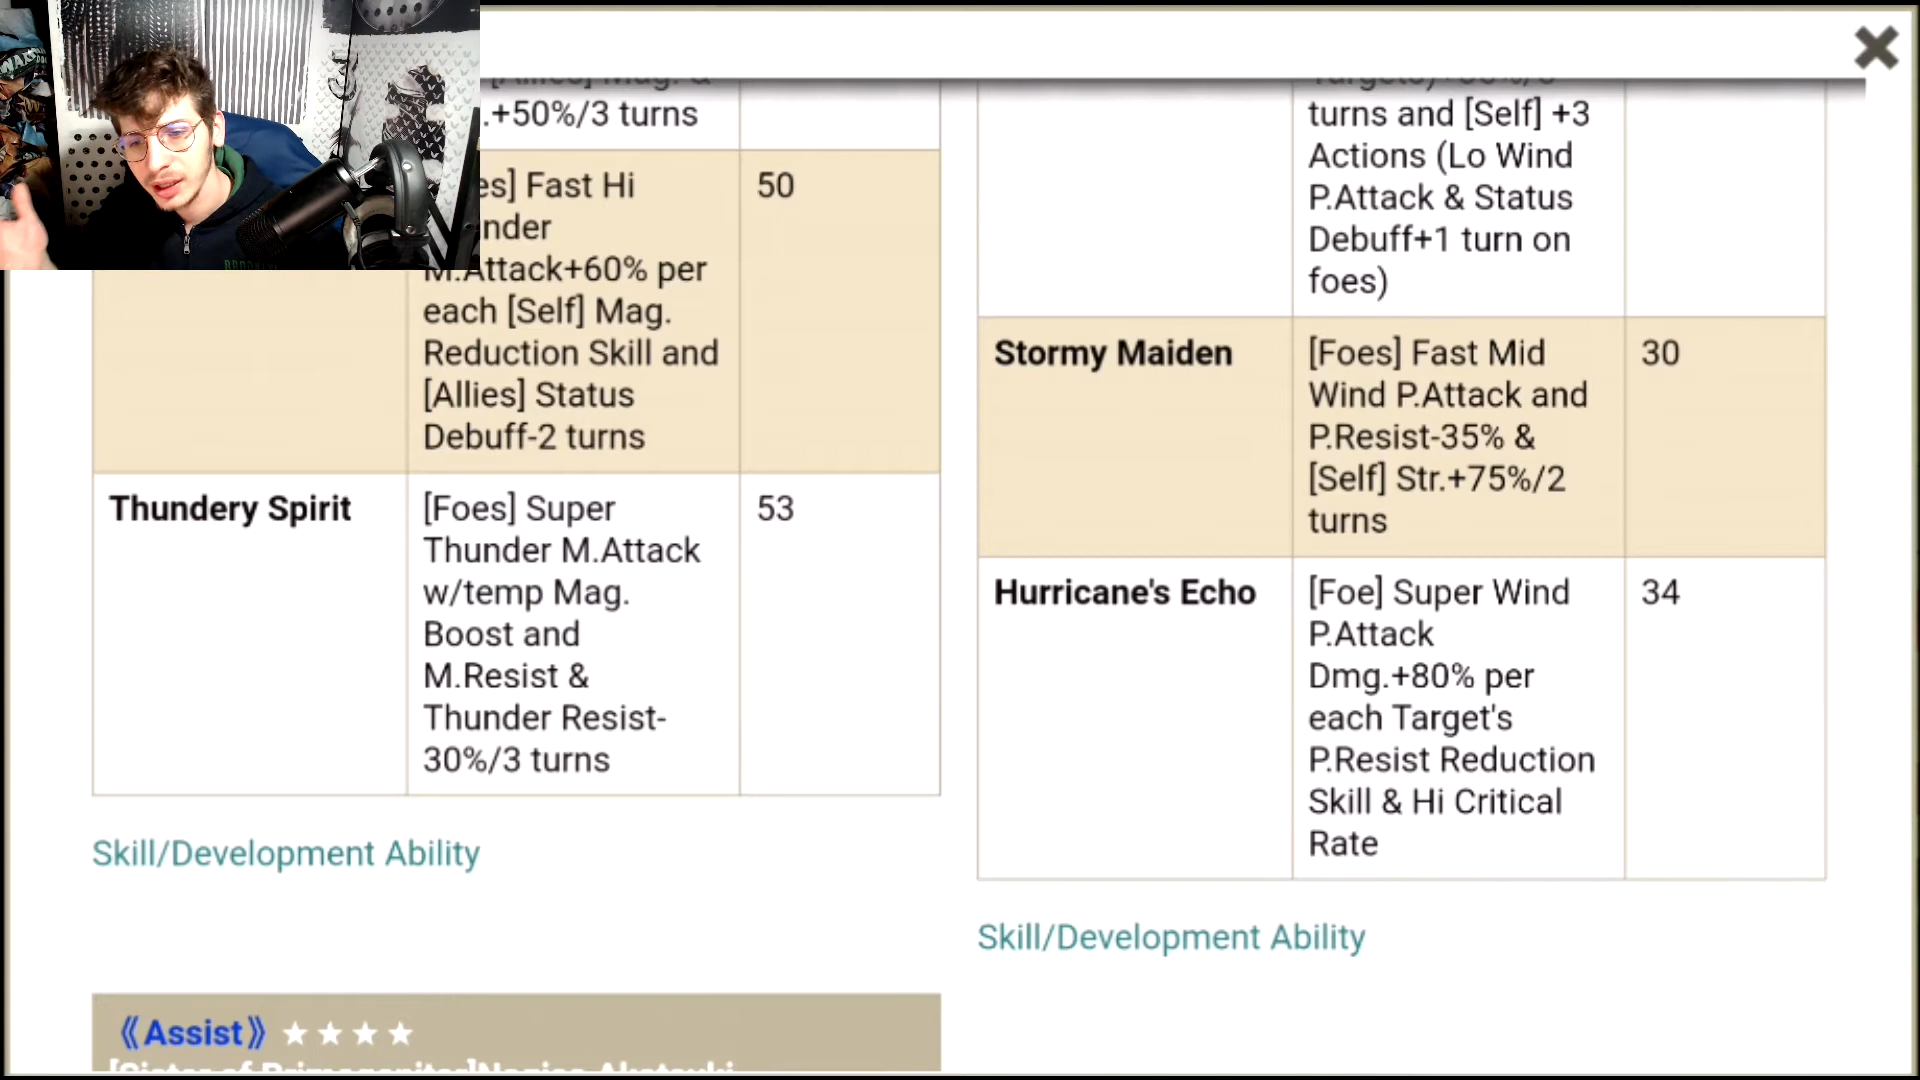 .+50%/3 turns
es] Fast Hi
nder
M.Attack+60% per
each [Self] Mag.
Reduction Skill and
[Allies] Status
Debuff-2 turns
50
Thundery Spirit
[Foes] Super
Thunder M.Attack
w/temp Mag.
Boost and
M.Resist &
Thunder Resist-
30%/3 turns
53
Skill/Development Ability
《Assist》 ★ ★ ★ ★
turns and [Self] +3
Actions (Lo Wind
P.Attack & Status
Debuff+1 turn on
foes)
Stormy Maiden
[Foes] Fast Mid
Wind P.Attack and
P.Resist-35% &
[Self] Str.+75%/2
turns
30
Hurricane's Echo
[Foe] Super Wind
P.Attack
Dmg.+80% per
each Target's
P.Resist Reduction
Skill & Hi Critical
Rate
34
Skill/Development Ability